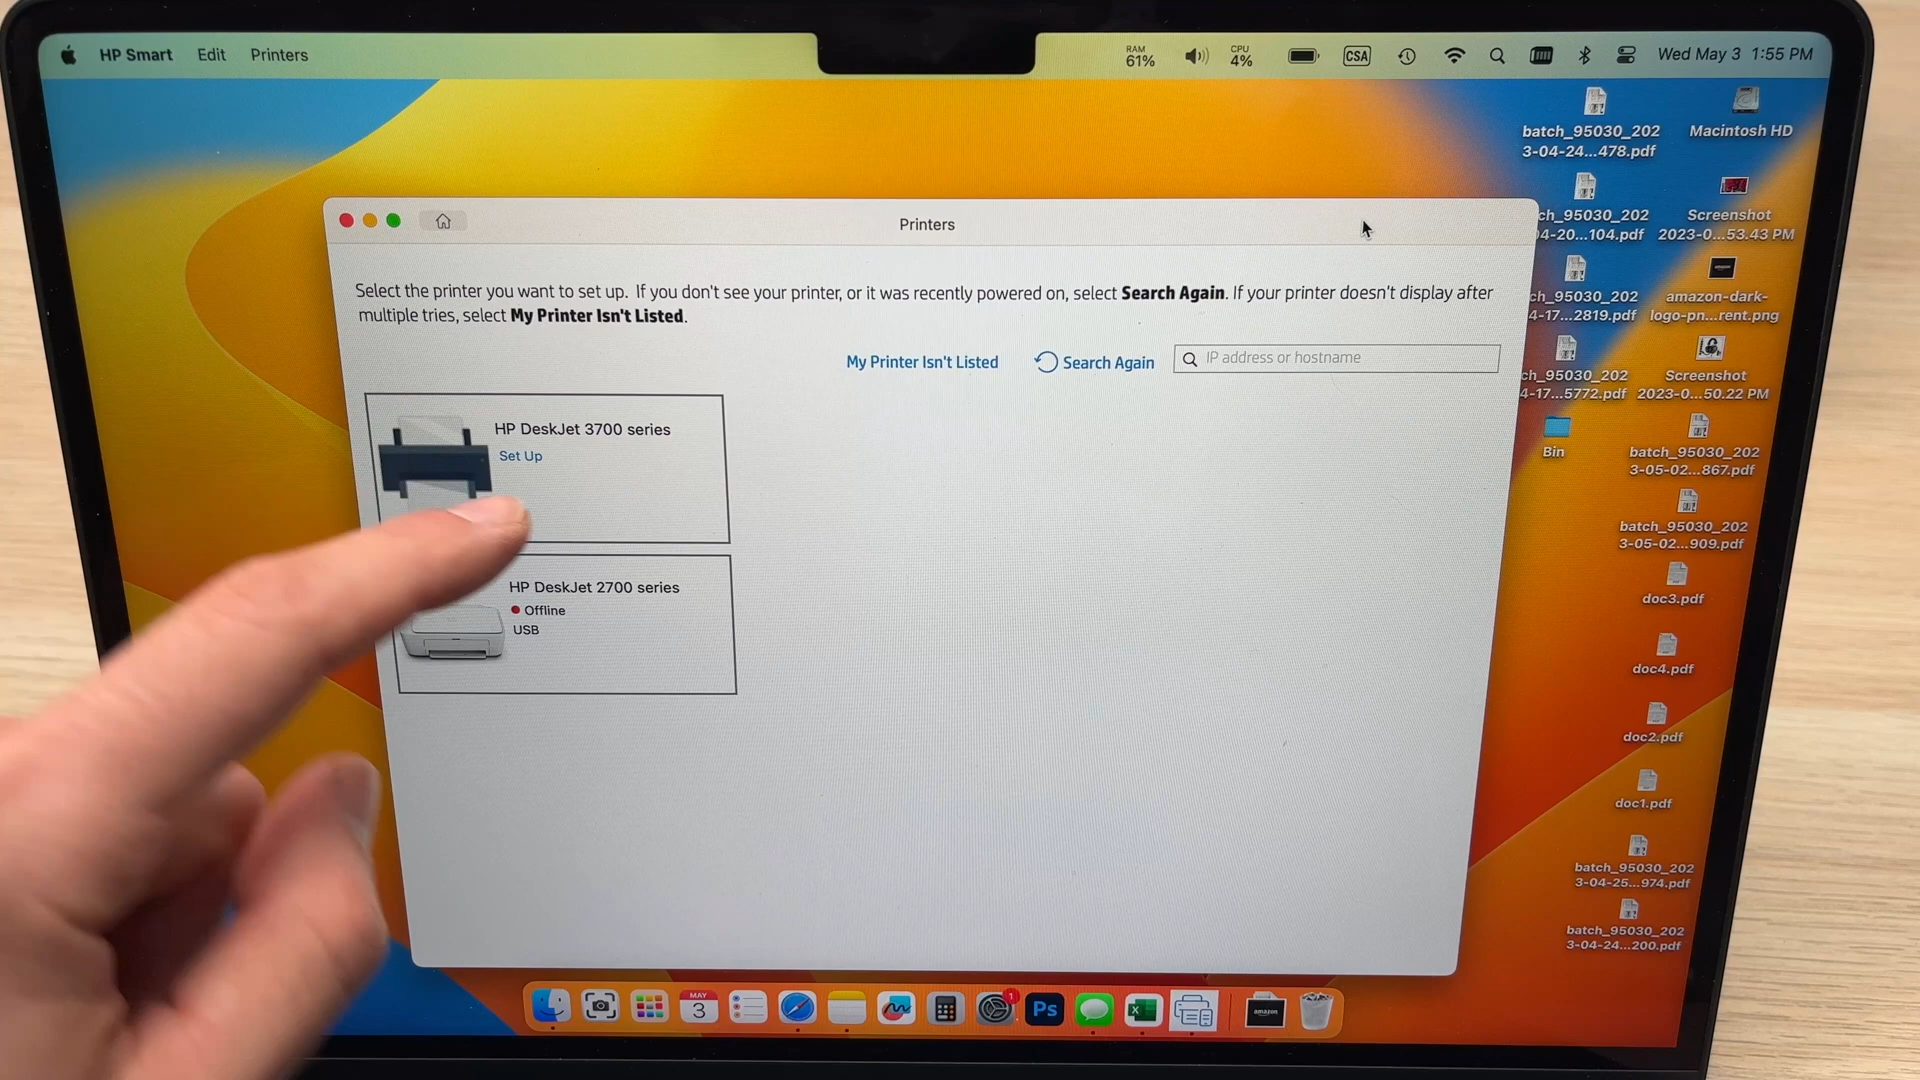 HP Smart Edit Printers
RAM
61%
CPU
4%
CSA
Wed May 3 1:55 PM
batch_95030_202
3-04-24...478.pdf
Macintosh HD
ch_95030_202
4-20...104.pdf
Screenshot
2023-0...53.43 PM
ch_95030_202
4-17...2819.pdf
amazon-dark-
logo-pn...rent.png
ch_95030_202
4-17...5772.pdf
Screenshot
2023-0...50.22 PM
Bin
batch_95030_202
3-05-02...867.pdf
batch_95030_202
3-05-02...909.pdf
doc3.pdf
doc4.pdf
doc2.pdf
doc1.pdf
batch_95030_202
3-04-25...974.pdf
batch_95030_202
3-04-24...200.pdf
Printers
Select the printer you want to set up. If you don't see your printer, or it was recently powered on, select Search Again. If your printer doesn't display after
multiple tries, select My Printer Isn't Listed.
My Printer Isn't Listed
Search Again
IP address or hostname
HP DeskJet 3700 series
Set Up
HP DeskJet 2700 series
Offline
USB
MAY
3
1
Ps
X
amazon